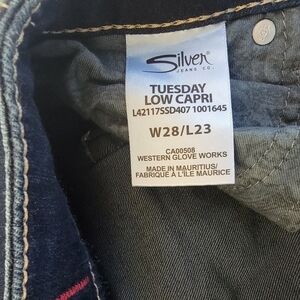 Silver
JEANS CO.
TUESDAY
LOW CAPRI
L42117SSD407 1001645
W28/L23
CA00508
WESTERN GLOVE WORKS
MADE IN MAURITIUS/
FABRIQUÉ À L'ÎLE MAURICE